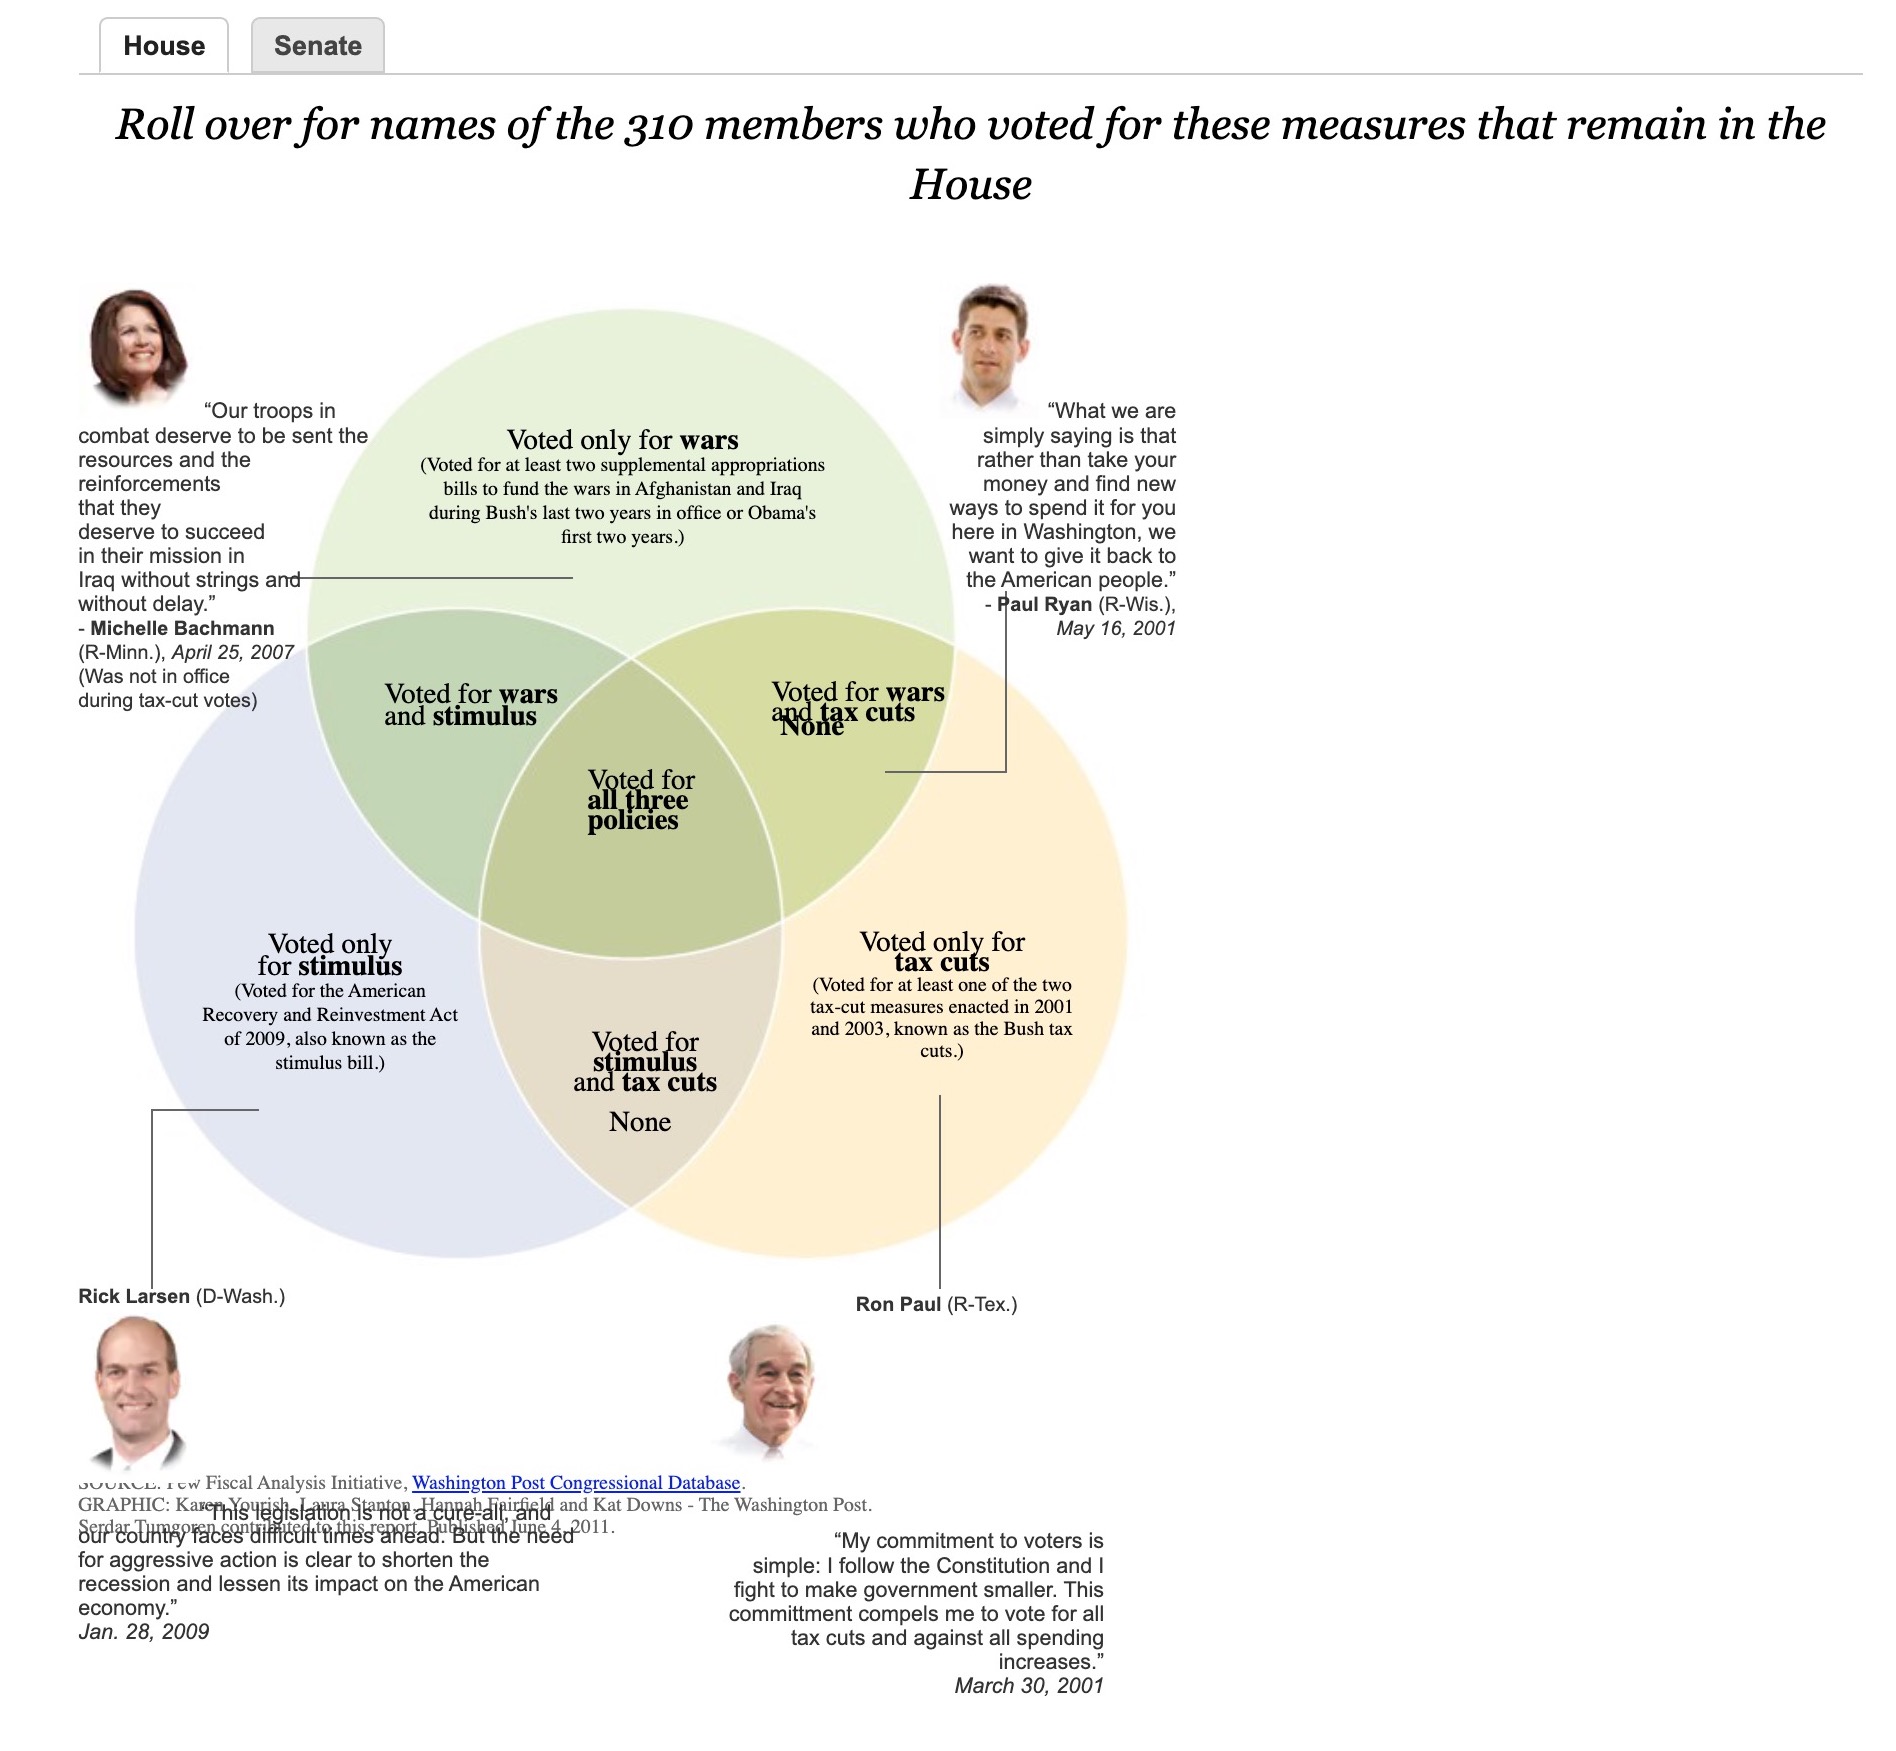 House
Senate
Roll over for names of the 310 members who voted for these measures that remain in the
House
“Our troops in
combat deserve to be sent the
resources and the
reinforcements
that they
deserve to succeed
in their mission in
Iraq without strings and
without delay.”
- Michelle Bachmann
(R-Minn.), April 25, 2007
(Was not in office
during tax-cut votes)
“What we are
simply saying is that
rather than take your
money and find new
ways to spend it for you
here in Washington, we
want to give it back to
the American people.”
- Paul Ryan (R-Wis.),
May 16, 2001
Voted only for wars
(Voted for at least two supplemental appropriations
bills to fund the wars in Afghanistan and Iraq
during Bush's last two years in office or Obama's
first two years.)
Voted for wars
and stimulus
Voted for wars
and tax cuts
None
Voted for
all three
policies
Voted only
for stimulus
(Voted for the American
Recovery and Reinvestment Act
of 2009, also known as the
stimulus bill.)
Voted only for
tax cuts
(Voted for at least one of the two
tax-cut measures enacted in 2001
and 2003, known as the Bush tax
cuts.)
Voted for
stimulus
and tax cuts
None
Rick Larsen (D-Wash.)
Ron Paul (R-Tex.)
SOURCE: Pew Fiscal Analysis Initiative, Washington Post Congressional Database.
GRAPHIC: Karen Yourish, Laura Stanton, Hannah Fairfield and Kat Downs - The Washington Post.
Serdar Tumgoren contributed to this report. Published June 4, 2011.
“This legislation is not a cure-all, and
our country faces difficult times ahead. But the need
for aggressive action is clear to shorten the
recession and lessen its impact on the American
economy.”
Jan. 28, 2009
“My commitment to voters is
simple: I follow the Constitution and I
fight to make government smaller. This
committment compels me to vote for all
tax cuts and against all spending
increases.”
March 30, 2001